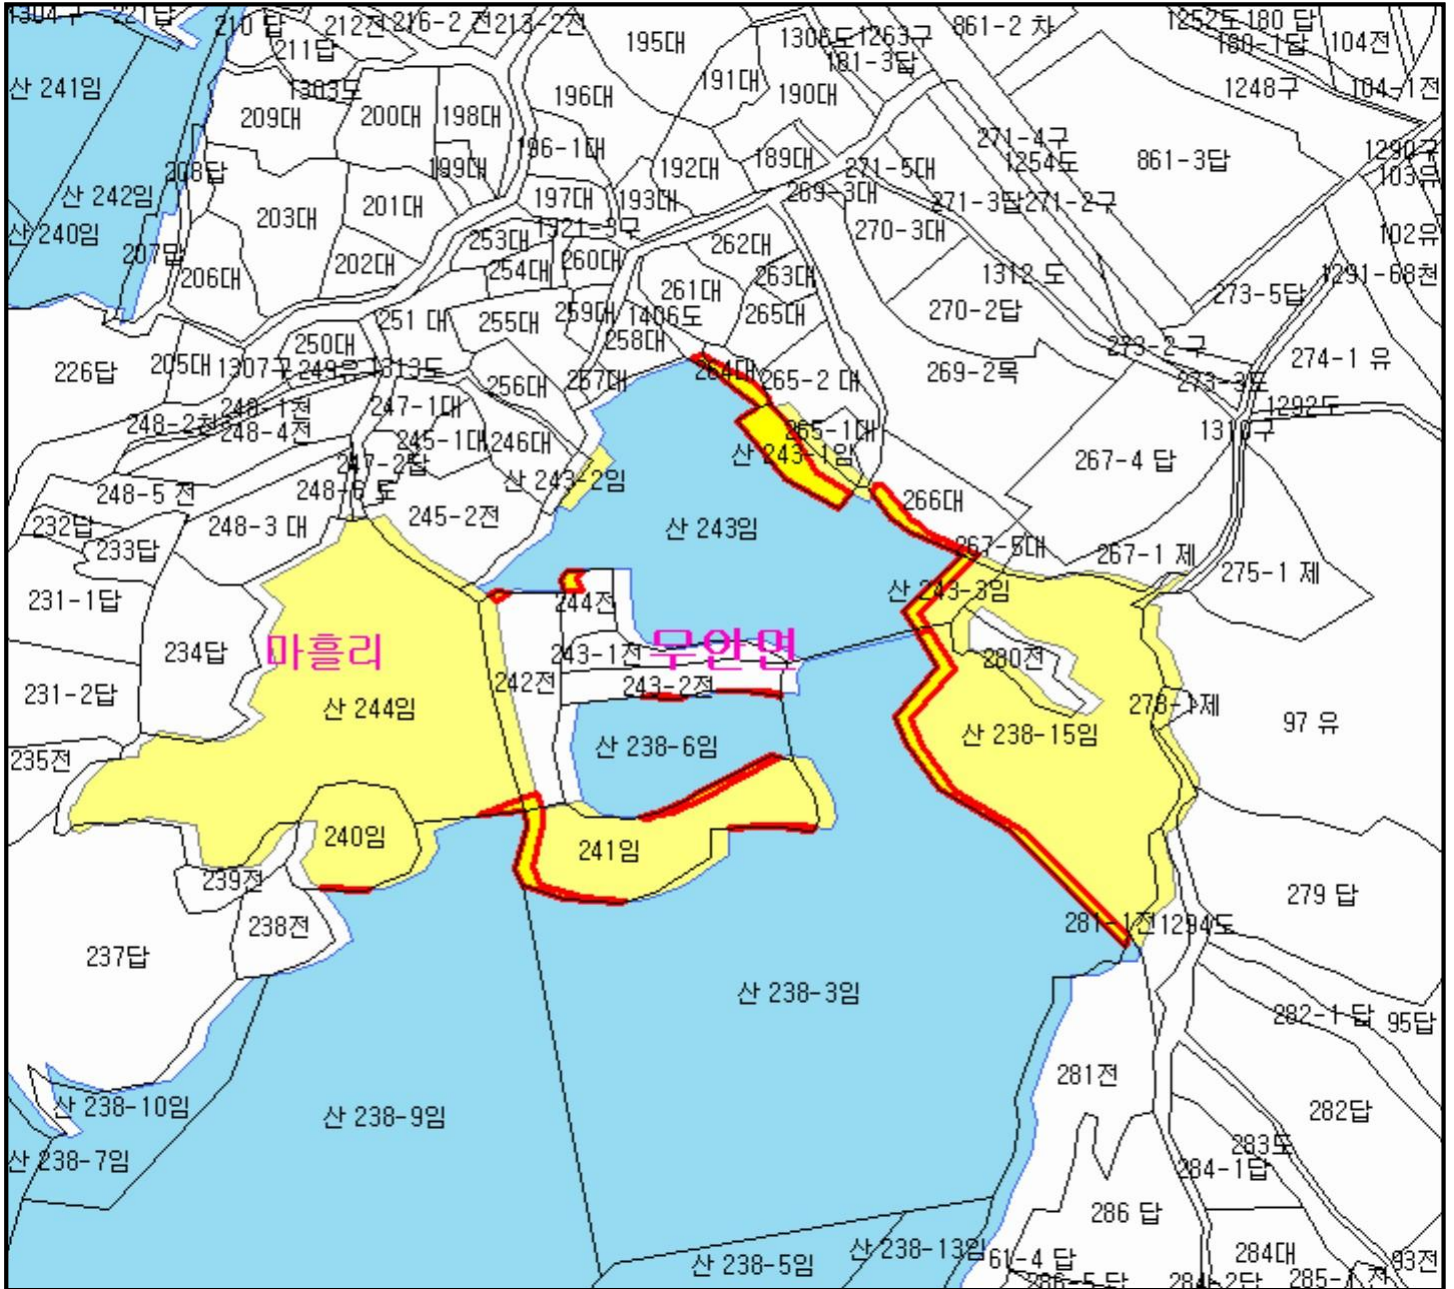 1304구 221답 210 답 212전 216-2 전 213-2전 195대 1306도 1263구 861-2 차 1252도 180 답
211답 181-3답 180-1답 104전
산 241임 1303도 196대 191대 190대 1248구 104-1전
209대 200대 198대
196-1대 271-4구
208답 199대 192대 189대 271-5대 1254도 861-3답 1290구
산 242임 197대 193대 269-3대 103유
203대 201대 271-3답 271-2구
산 240임 253대 1321-3구 262대 270-3대 102유
207답 206대 202대 254대 260대 263대 1312 도 1291-68천
261대 273-5답
251 대 255대 259대 1406도 265대 270-2답
250대 258대 273-2 구
226답 205대 1307구 249유 1313도 256대 257대 264대 265-2 대 269-2목 273-3도 274-1 유
248-1천 247-1대 1292도
248-2천 248-4전 245-1대 246대 265-1대 1310구
247-2답 산 243-2임 산 243-1임 267-4 답
248-5 전 248-6 도
232답 248-3 대 245-2전 산 243임 266대
233답 267-5대 267-1 제 275-1 제
231-1답 244전 산 243-3임
234답 마흘리 243-1전 무안면 280전
231-2답 242전 243-2전
산 244임 278-1제
235전 산 238-6임 산 238-15임 97 유
240임 241임
239전 279 답
238전 281-1전 1294도
237답
산 238-3임
282-1 답 95답
281전
산 238-10임 산 238-9임 282답
283도
산 238-7임 284-1답
286 답
산 238-5임 산 238-13임 61-4 답 284대 93전
286-5 답 284-2답 285-1 전